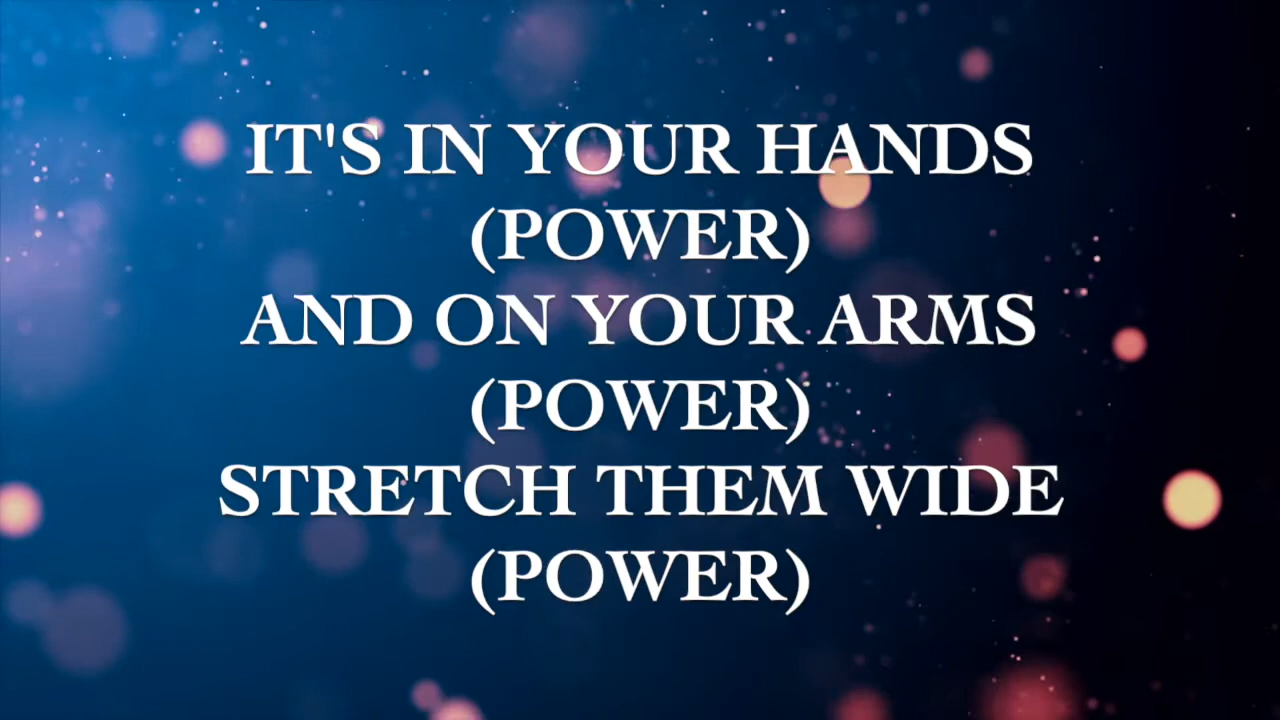 IT'S IN YOUR HANDS
(POWER)
AND ON YOUR ARMS
(POWER)
STRETCH THEM WIDE
(POWER)